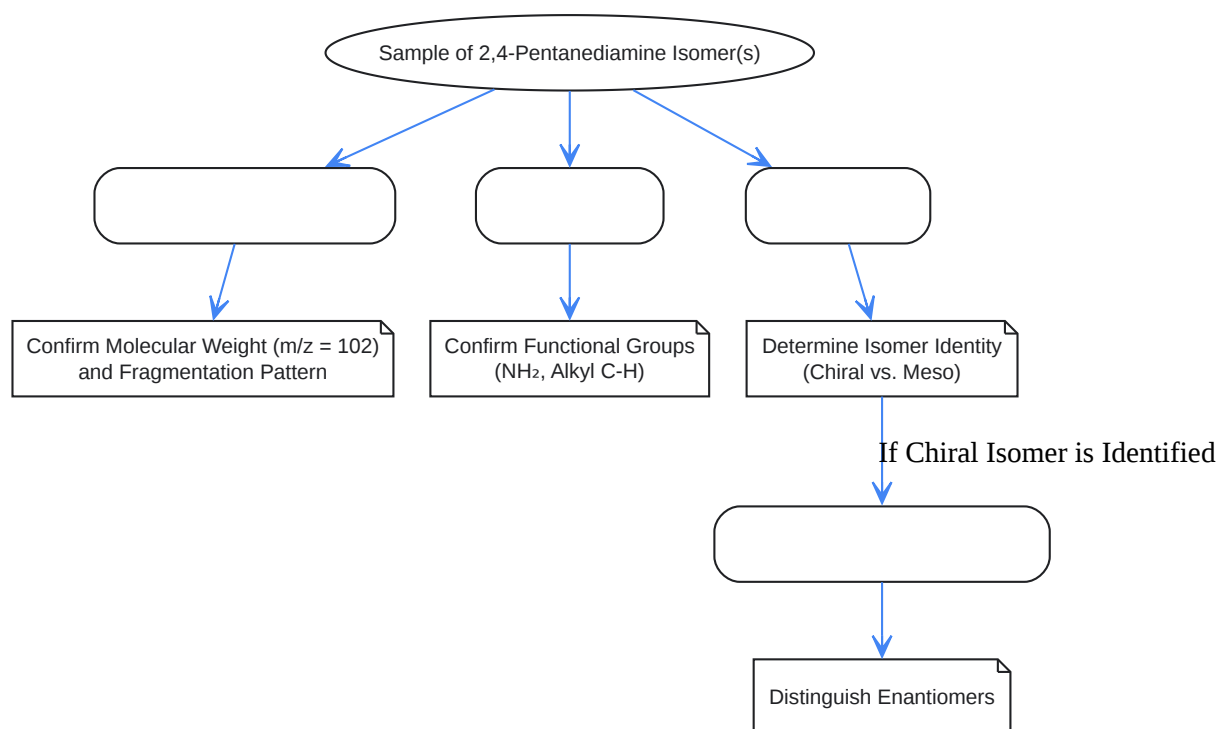 Sample of 2,4-Pentanediamine Isomer(s)
Confirm Molecular Weight (m/z = 102)
and Fragmentation Pattern
Confirm Functional Groups
(NH₂, Alkyl C-H)
Determine Isomer Identity
(Chiral vs. Meso)
If Chiral Isomer is Identified
Distinguish Enantiomers